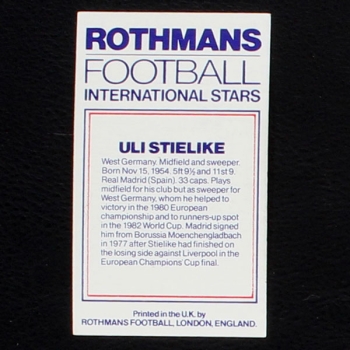 ROTHMANS
FOOTBALL
INTERNATIONAL STARS
ULI STIELIKE
West Germany. Midfield and sweeper.
Born Nov 15, 1954. 5ft 9½ and 11st 9.
Real Madrid (Spain). 33 caps. Plays
midfield for his club but as sweeper for
West Germany, whom he helped to
victory in the 1980 European
championship and to runners-up spot
in the 1982 World Cup. Madrid signed
him from Borussia Moenchengladbach
in 1977 after Stielike had finished on
the losing side against Liverpool in the
European Champions' Cup final.
Printed in the U.K. by
ROTHMANS FOOTBALL, LONDON, ENGLAND.